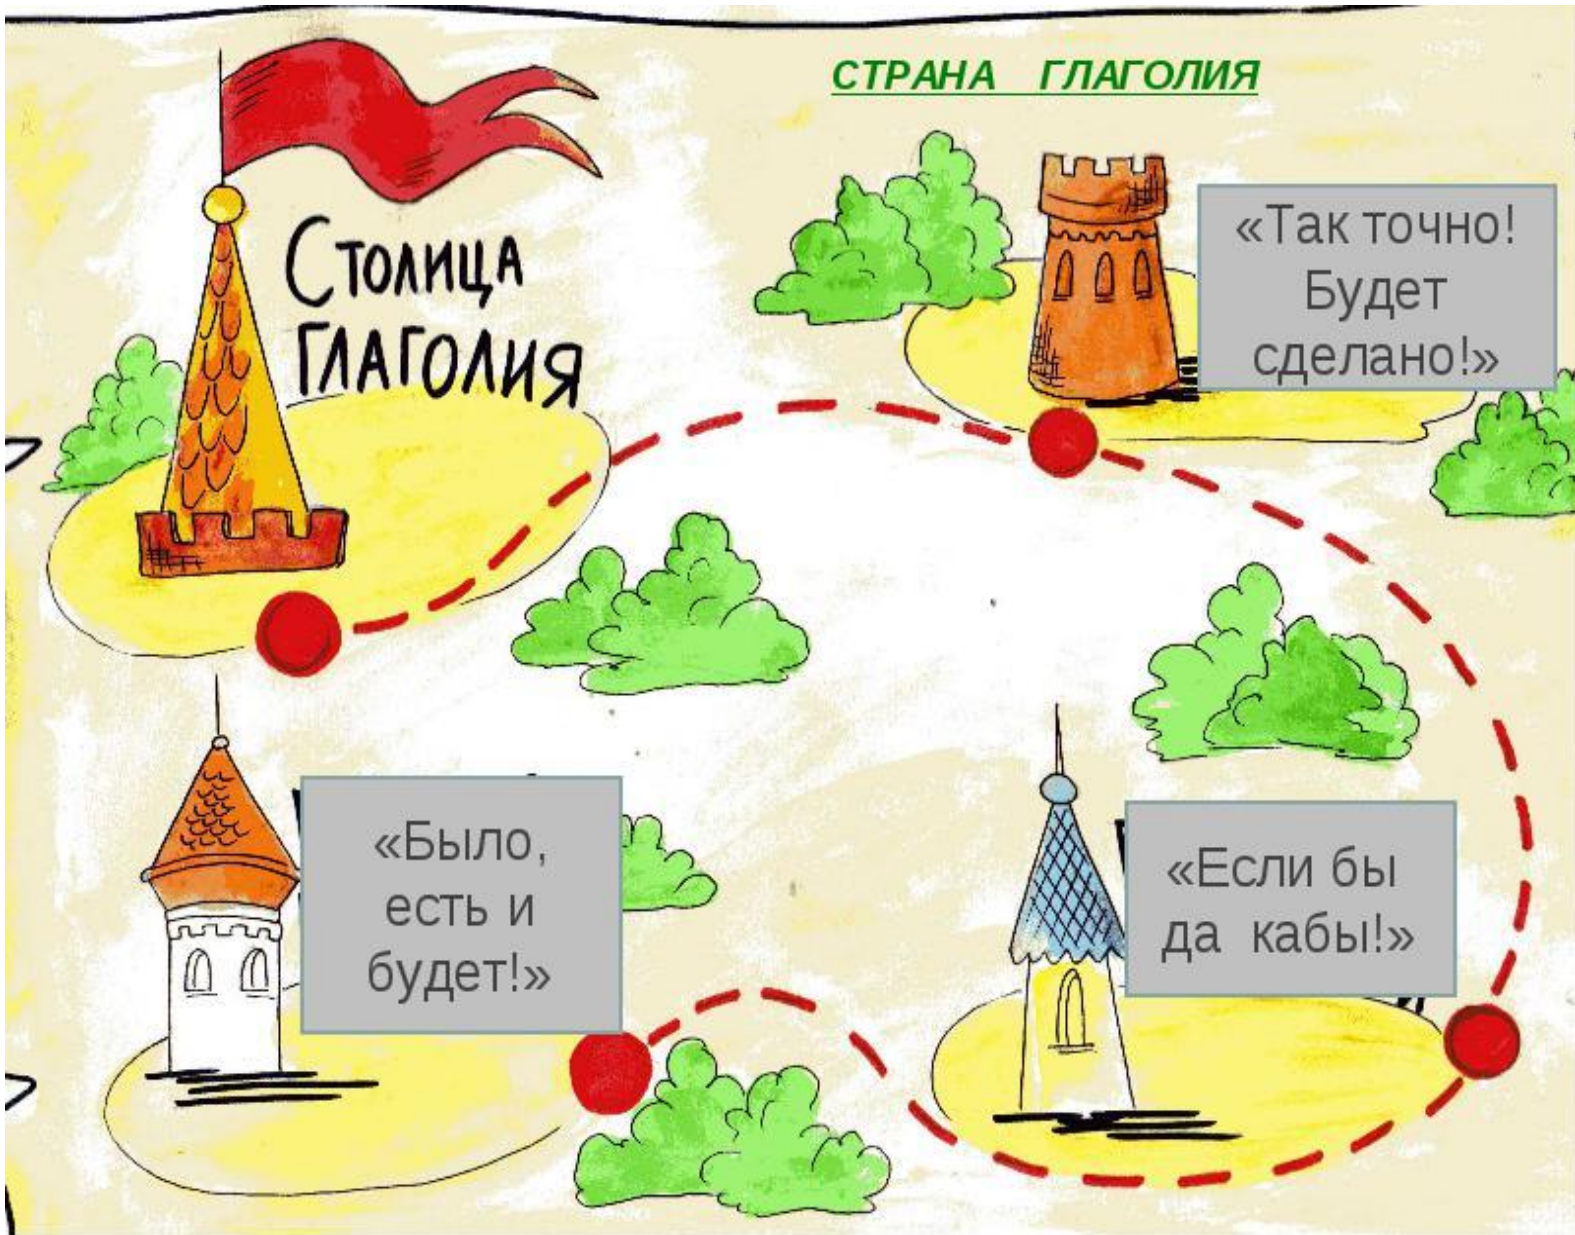 СТРАНА ГЛАГОЛИЯ
СТОЛИЦА
ГЛАГОЛИЯ
«Так точно!
Будет
сделано!»
«Было,
есть и
будет!»
«Если бы
да кабы!»